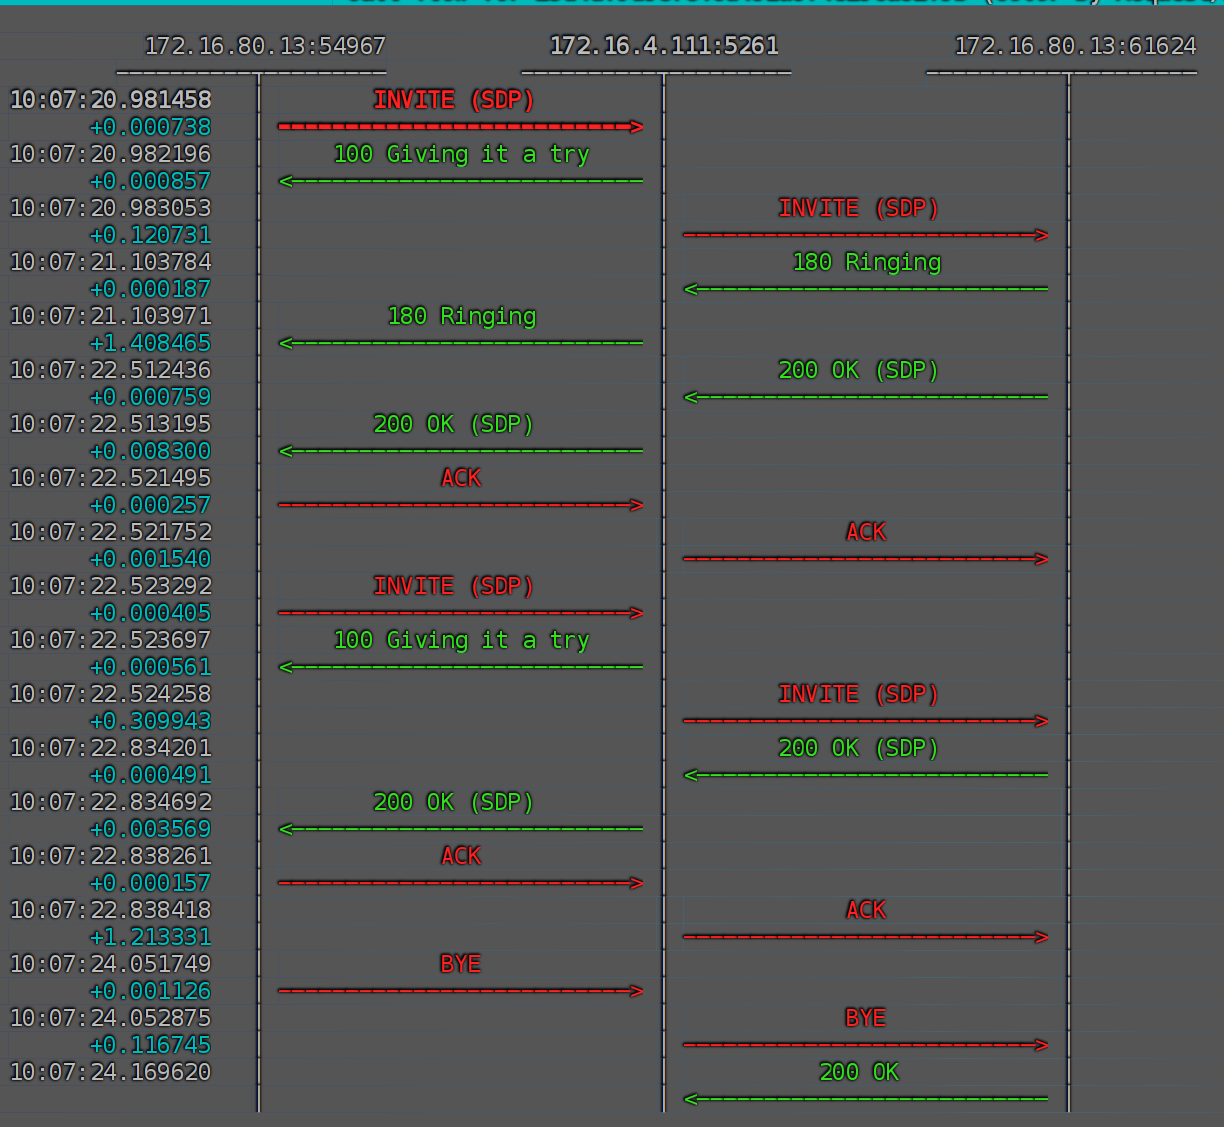 172.16.80.13:54967 172.16.4.111:5261 172.16.80.13:61624
10:07:20.981458 INVITE (SDP)
+0.000738
10:07:20.982196 100 Giving it a try
+0.000857
10:07:20.983053 INVITE (SDP)
+0.120731
10:07:21.103784 180 Ringing
+0.000187
10:07:21.103971 180 Ringing
+1.408465
10:07:22.512436 200 OK (SDP)
+0.000759
10:07:22.513195 200 OK (SDP)
+0.008300
10:07:22.521495 ACK
+0.000257
10:07:22.521752 ACK
+0.001540
10:07:22.523292 INVITE (SDP)
+0.000405
10:07:22.523697 100 Giving it a try
+0.000561
10:07:22.524258 INVITE (SDP)
+0.309943
10:07:22.834201 200 OK (SDP)
+0.000491
10:07:22.834692 200 OK (SDP)
+0.003569
10:07:22.838261 ACK
+0.000157
10:07:22.838418 ACK
+1.213331
10:07:24.051749 BYE
+0.001126
10:07:24.052875 BYE
+0.116745
10:07:24.169620 200 OK